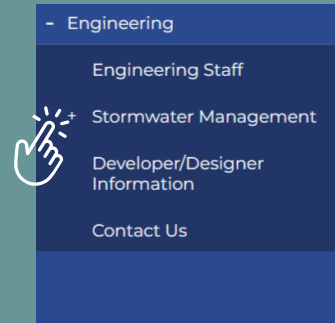 - Engineering
Engineering Staff
+ Stormwater Management
Developer/Designer
Information
Contact Us